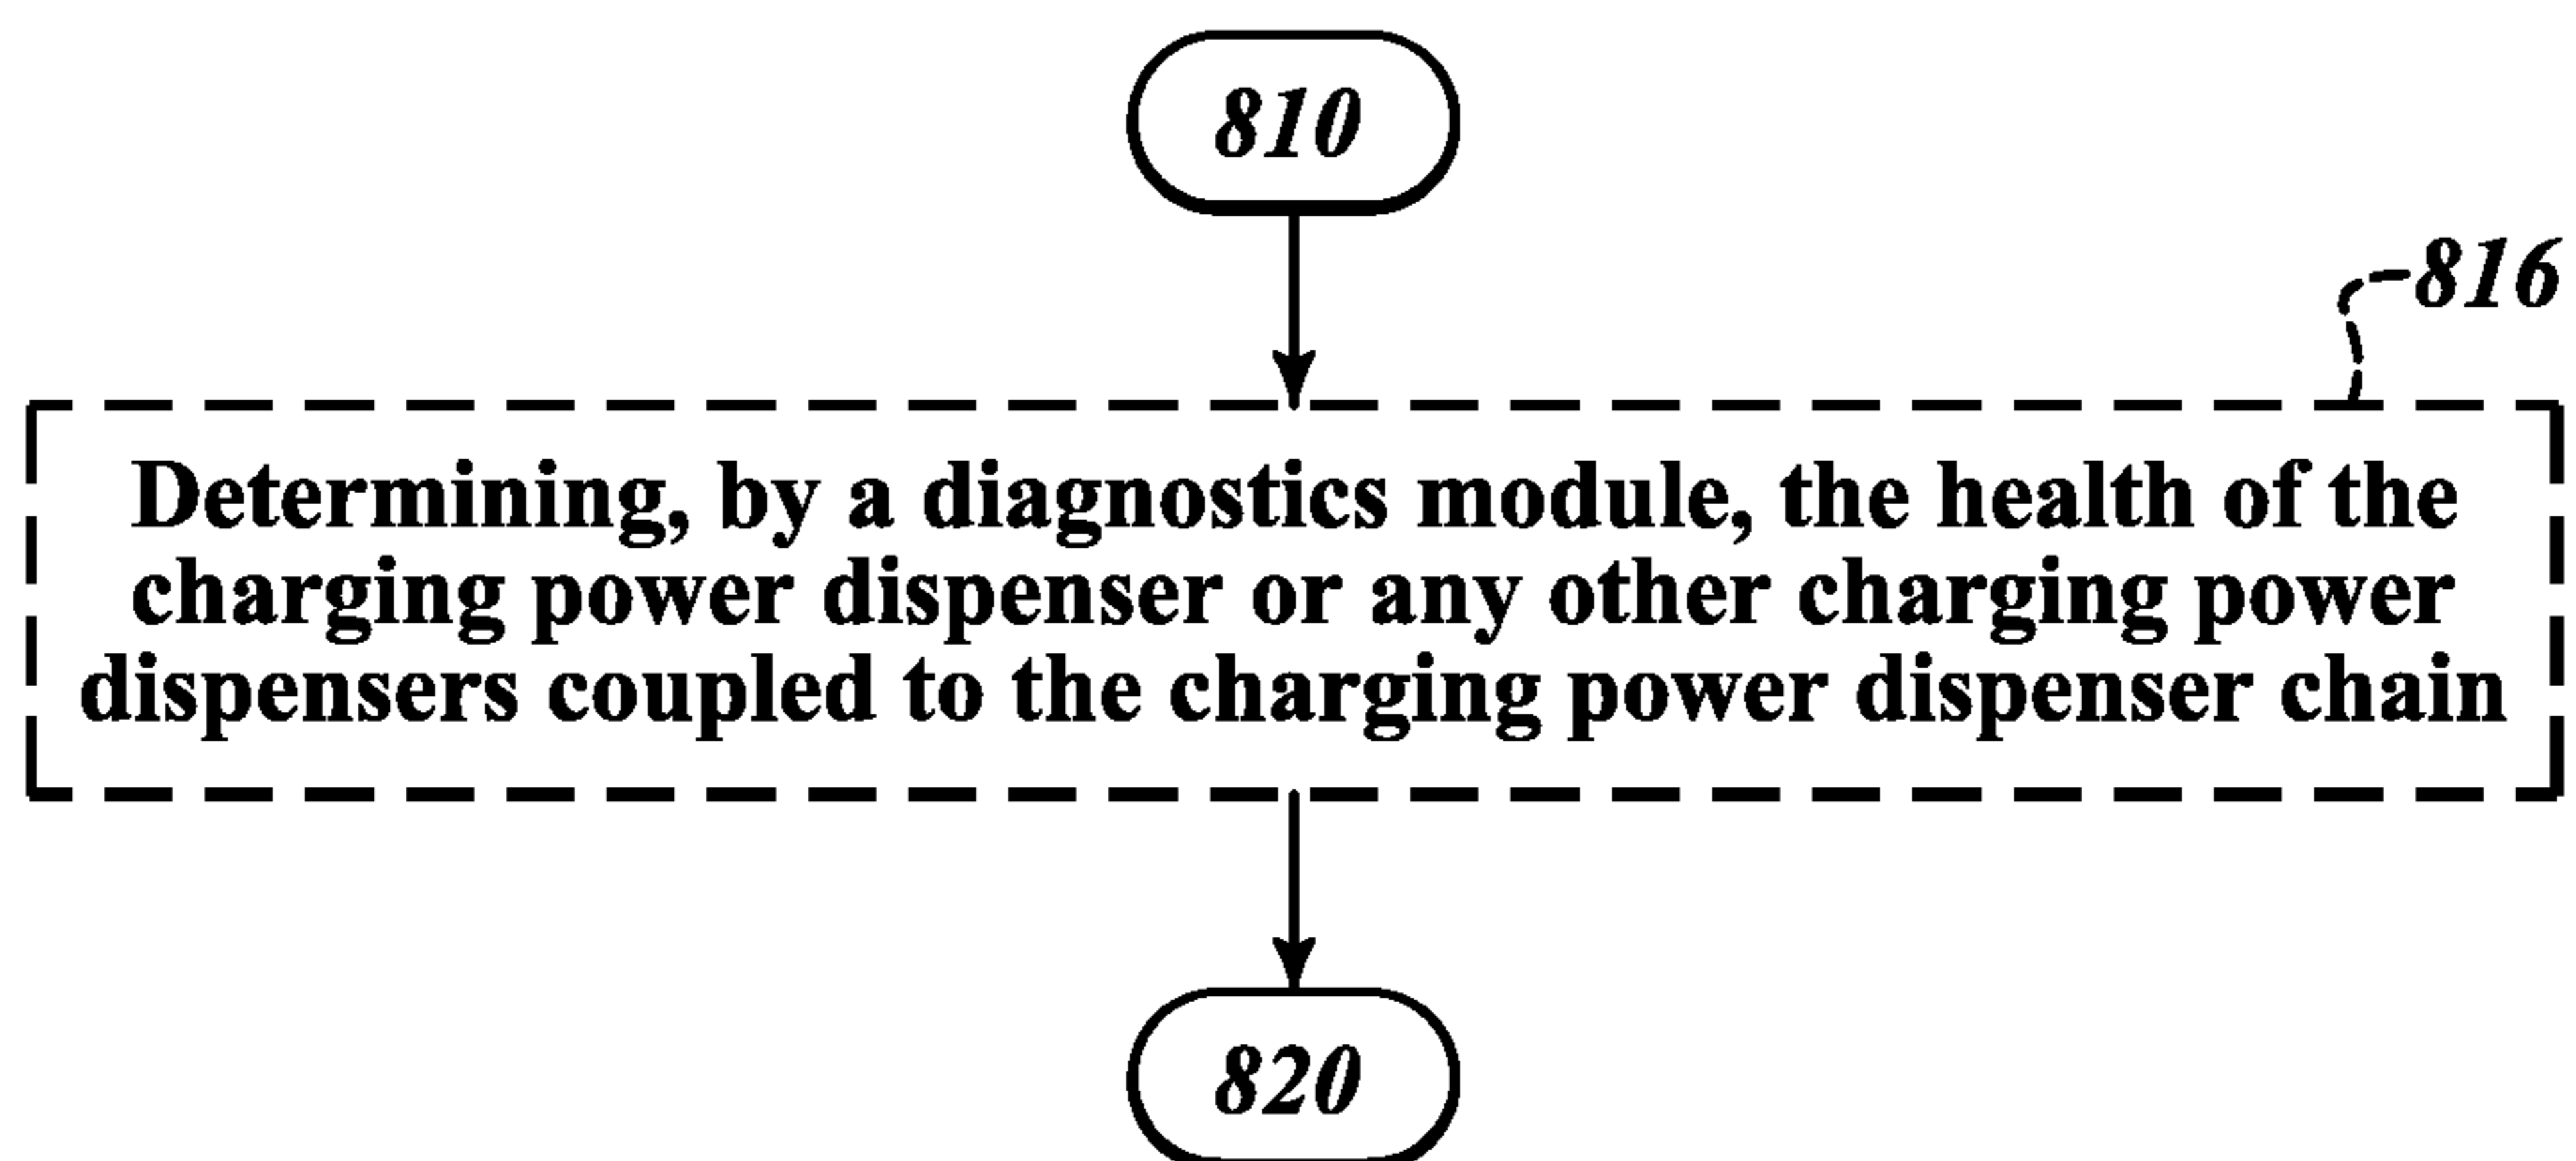 810
816
Determining, by a diagnostics module, the health of the
charging power dispenser or any other charging power
dispensers coupled to the charging power dispenser chain
820